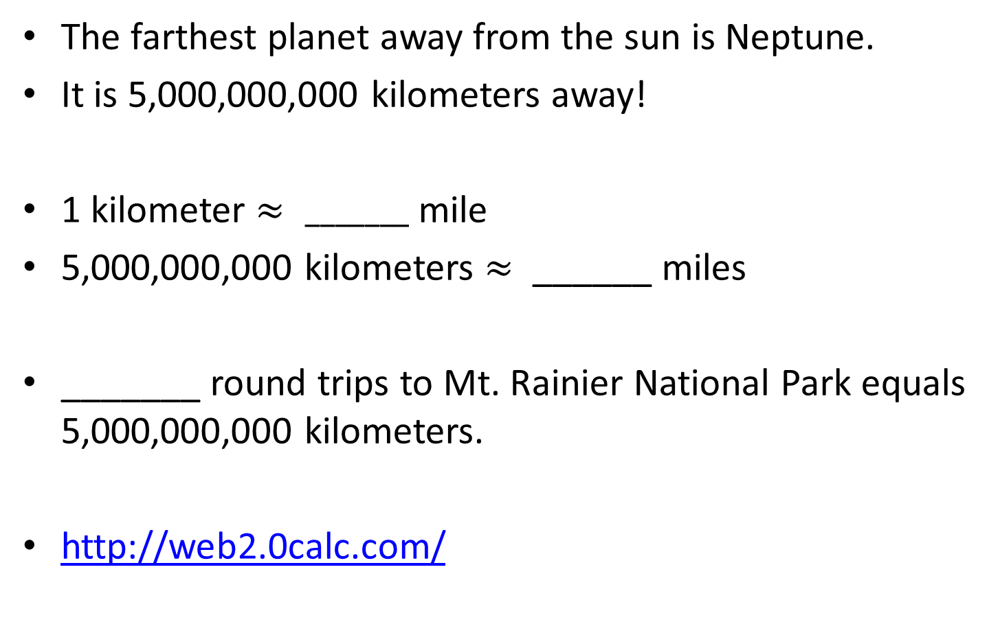 • The farthest planet away from the sun is Neptune.
• It is 5,000,000,000 kilometers away!
• 1 kilometer ≈ _______ mile
• 5,000,000,000 kilometers ≈ ______ miles
• _______ round trips to Mt. Rainier National Park equals
5,000,000,000 kilometers.
• http://web2.0calc.com/